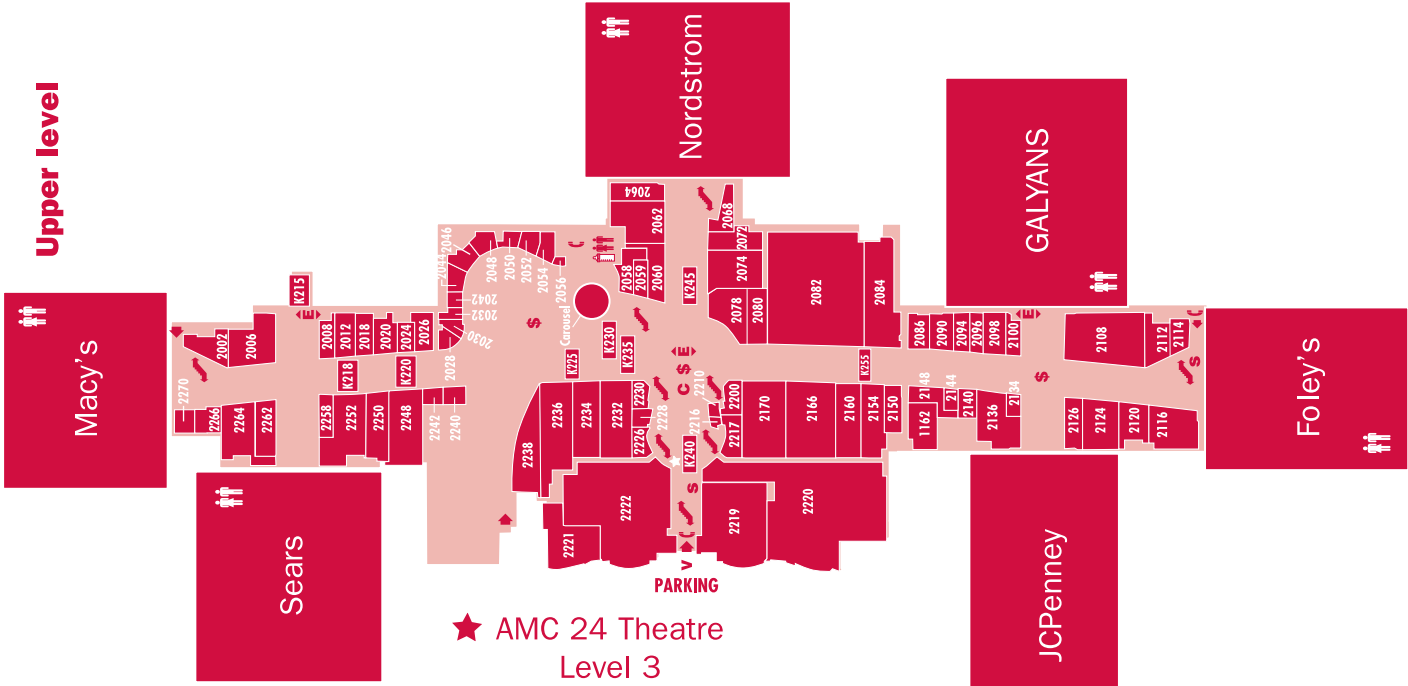 Upper level
Nordstrom
GALYANS
Macy's
Sears
JCPenney
Foley's
2064
2062
2068
2072
2074
2058
2059
2060
K245
2078
2080
2082
2084
2046
2044
2048
2050
2052
2054
2056
2042
2032
2030
2028
Carousel
$
C
K215
E
2002
2006
2008
2012
2018
2020
2024
2026
K218
K220
K225
K230
K235
C $ E
K255
2086
2090
2094
2096
2098
2100
E
2108
2112
2114
C
S
$
2270
2266
2264
2262
2258
2252
2250
2248
2242
2240
2238
2236
2234
2232
2230
2228
2226
2210
2216
2200
2217
K240
2170
2166
2160
2154
2150
2148
1162
2144
2140
2136
2134
2126
2124
2120
2116
2222
2221
S
2219
2220
C
V
PARKING
AMC 24 Theatre
Level 3